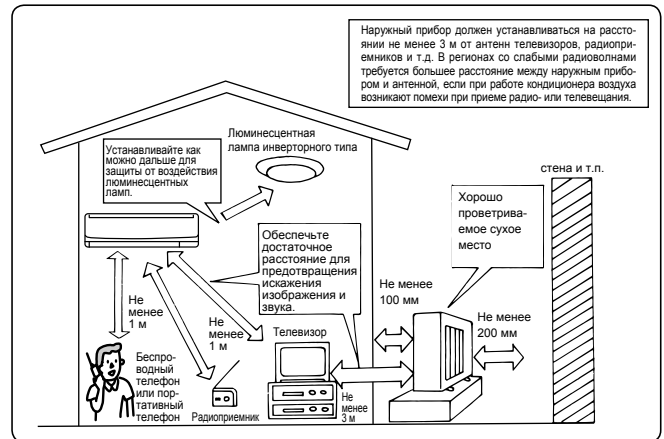 Наружный прибор должен устанавливаться на рассто-
янии не менее 3 м от антенн телевизоров, радиопри-
емников и т.д. В регионах со слабыми радиоволнами
требуется большее расстояние между наружным прибо-
ром и антенной, если при работе кондиционера воздуха
возникают помехи при приеме радио- или телевещания.
Люминесцентная
лампа инверторного типа
Устанавливайте как
можно дальше для
защиты от воздействия
люминесцентных
ламп.
стена и т.п.
Хорошо
проветрива-
емое сухое
место
Обеспечьте
достаточное
расстояние для
предотвращения
искажения
изображения и
звука.
Не менее
100 мм
Не менее
200 мм
Не
менее
1 м
Не
менее
1 м
Телевизор
Беспро-
водный
телефон
или пор-
тативный
телефон
Радиоприемник
Не
менее
3 м